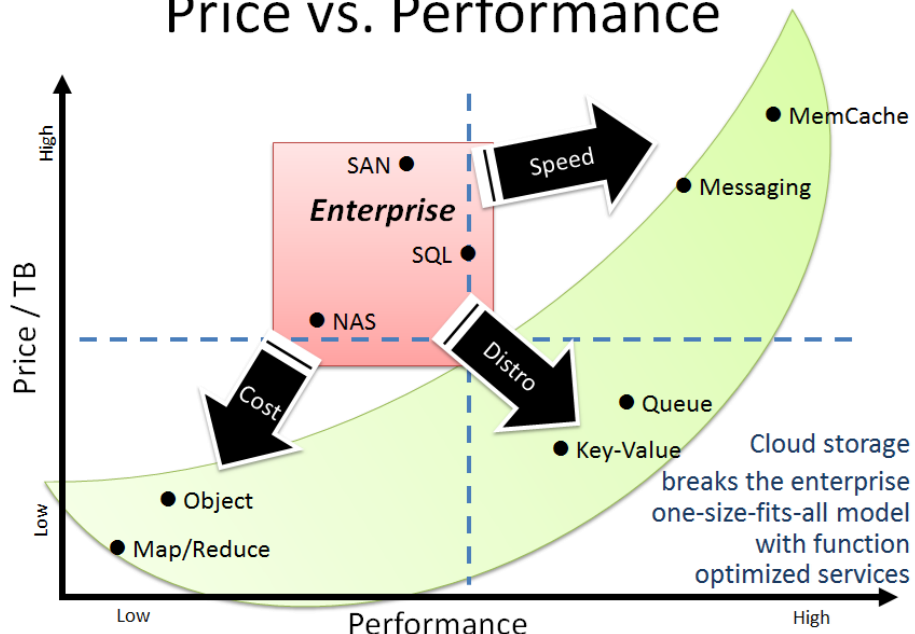 Price vs. Performance
High
MemCache
SAN
Speed
Messaging
Enterprise
SQL
NAS
Price / TB
Distro
Cost
Queue
Key-Value
Cloud storage
breaks the enterprise
one-size-fits-all model
with function
optimized services
Object
Low
Map/Reduce
Low
Performance
High